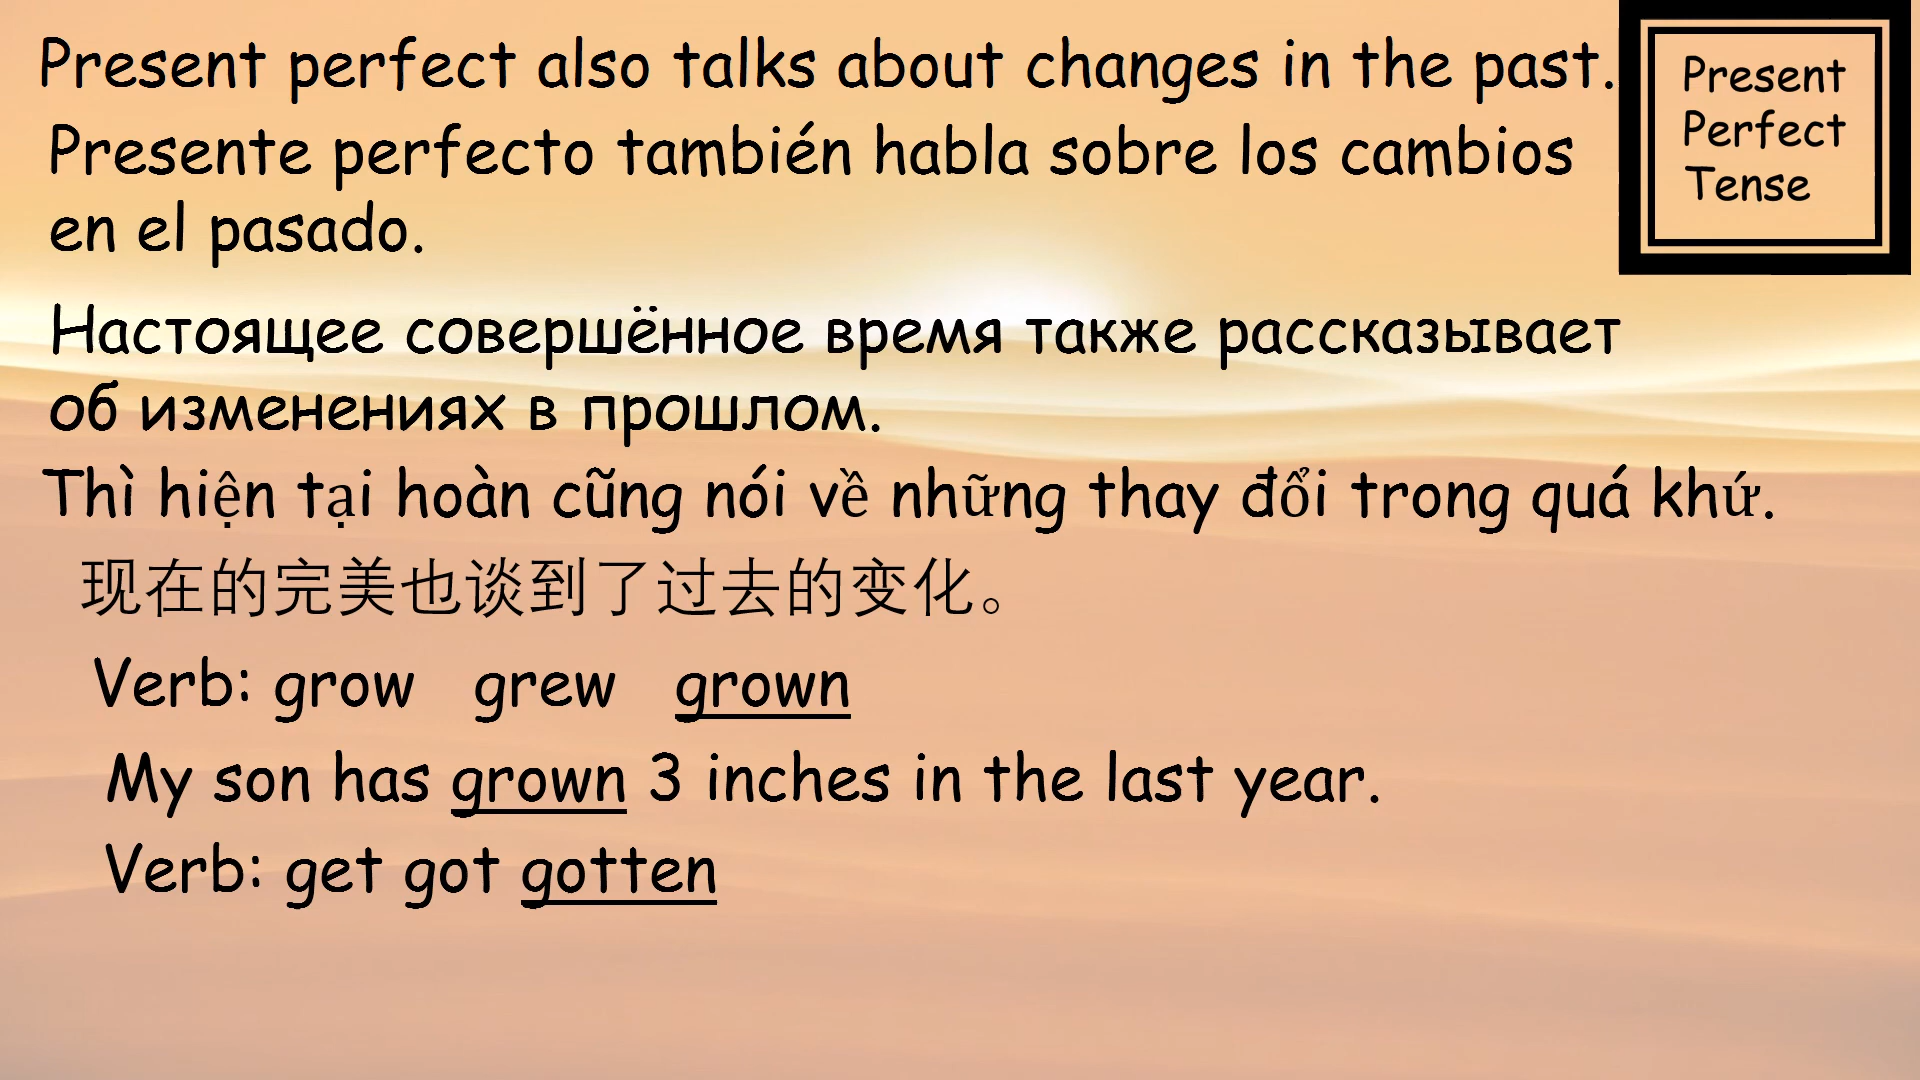 Present perfect also talks about changes in the past.
Present
Perfect
Tense
Presente perfecto también habla sobre los cambios
en el pasado.
Настоящее совершённое время также рассказывает
об изменениях в прошлом.
Thì hiện tại hoàn cũng nói về những thay đổi trong quá khứ.
现在的完美也谈到了过去的变化。
Verb: grow grew grown
My son has grown 3 inches in the last year.
Verb: get got gotten